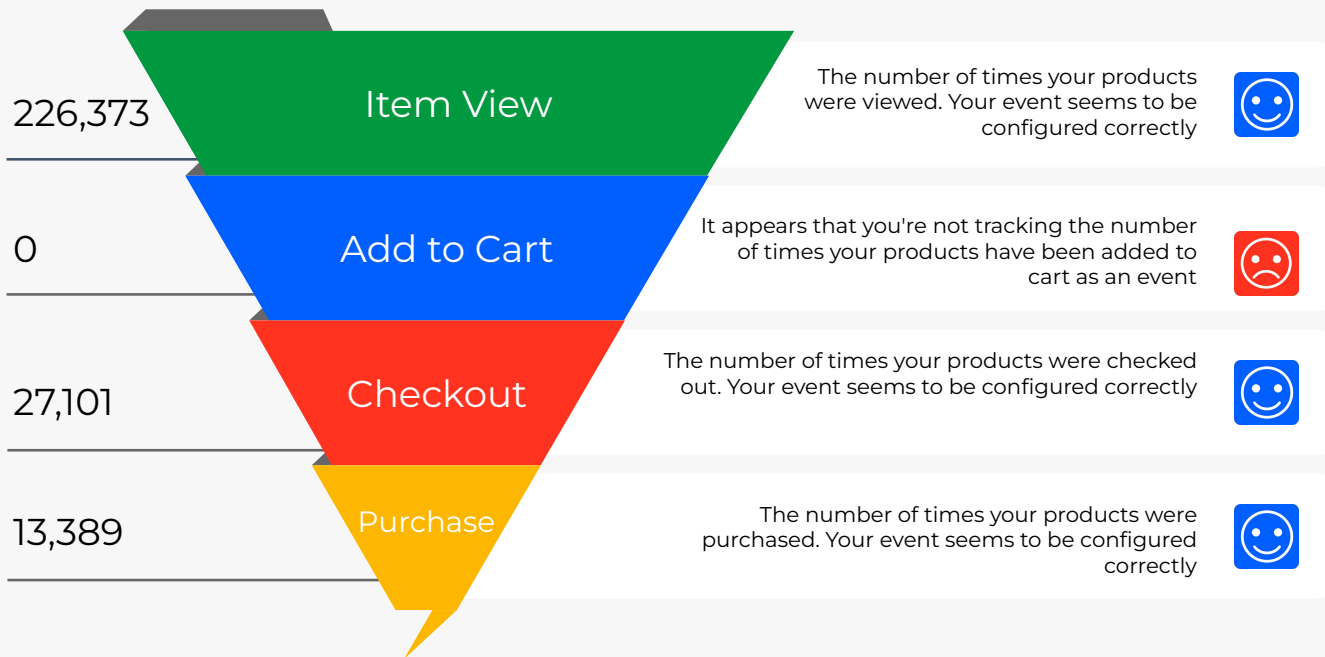 226,373
Item View
The number of times your products
were viewed. Your event seems to be
configured correctly
0
Add to Cart
It appears that you're not tracking the number
of times your products have been added to
cart as an event
27,101
Checkout
The number of times your products were checked
out. Your event seems to be configured correctly
13,389
Purchase
The number of times your products were
purchased. Your event seems to be configured
correctly